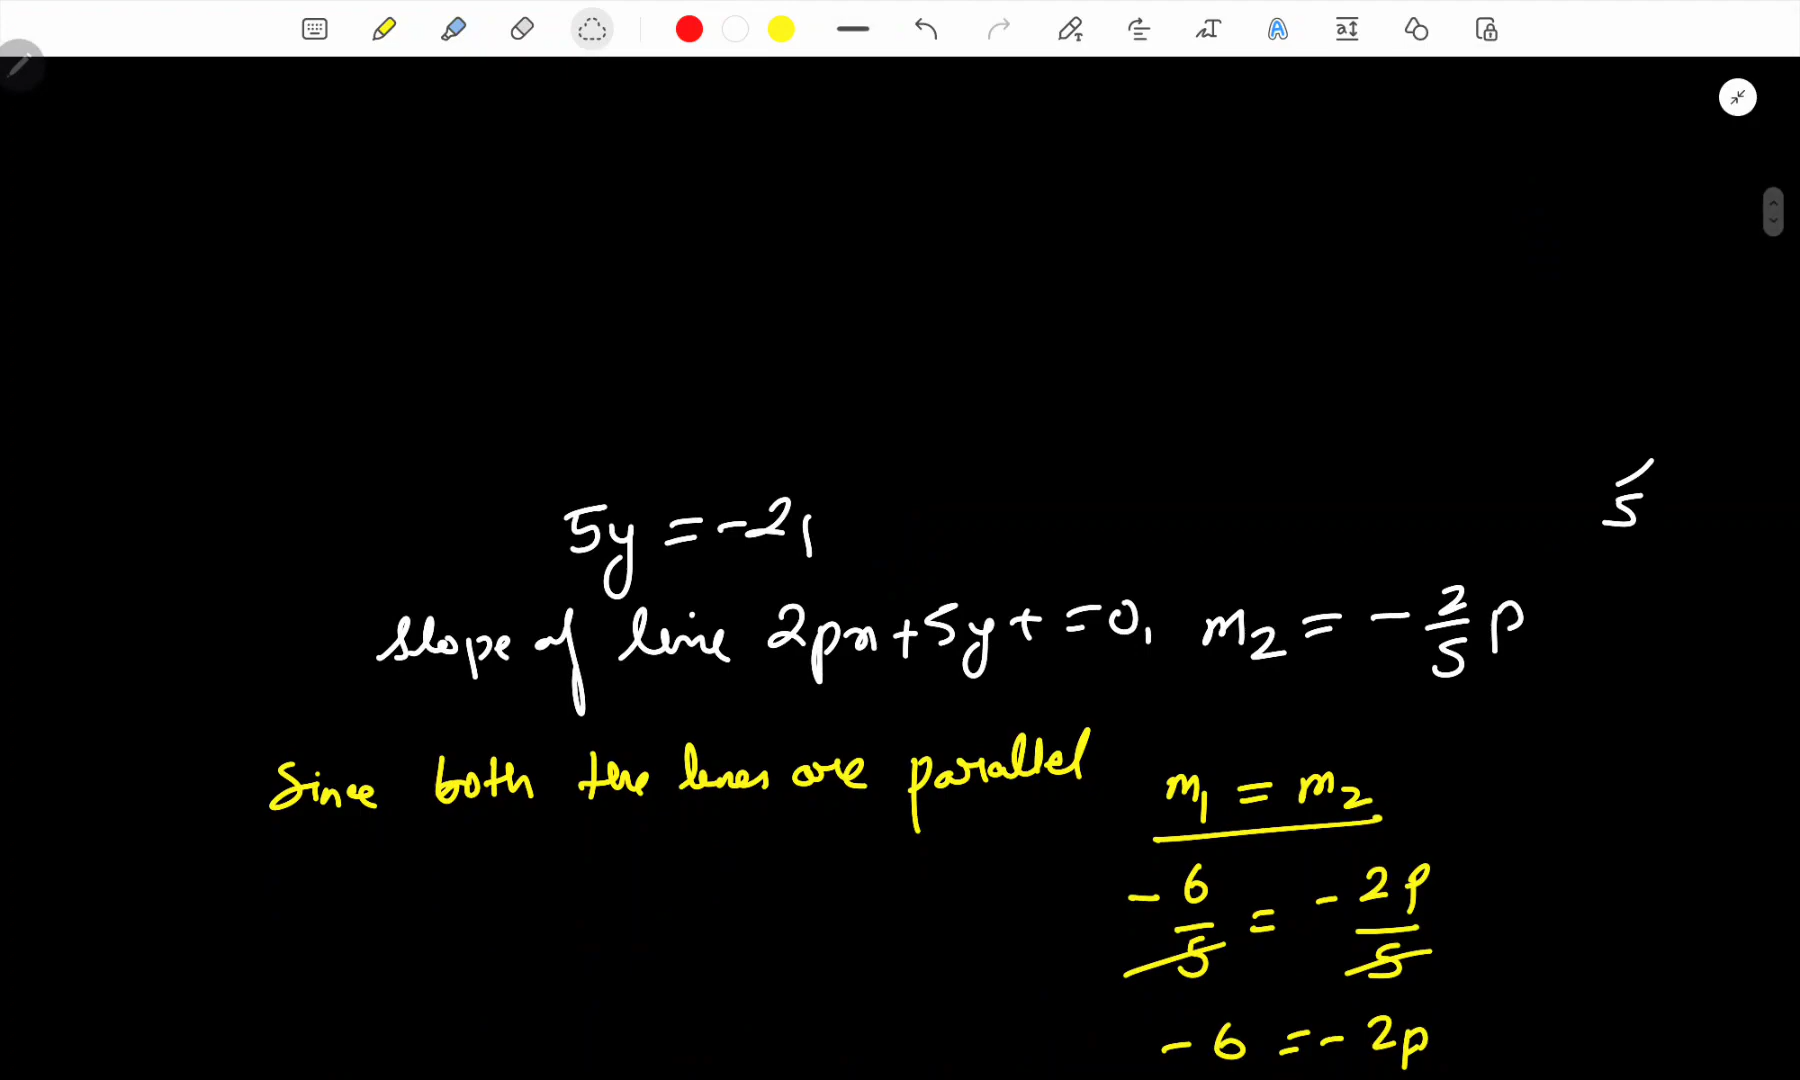 5
5y = -2
slope of line 2px+5y+ =0, m₂ = - 2/5 p
Since both the lines are parallel m₁ = m₂
- 6/5 = - 2p/5
- 6 = - 2p